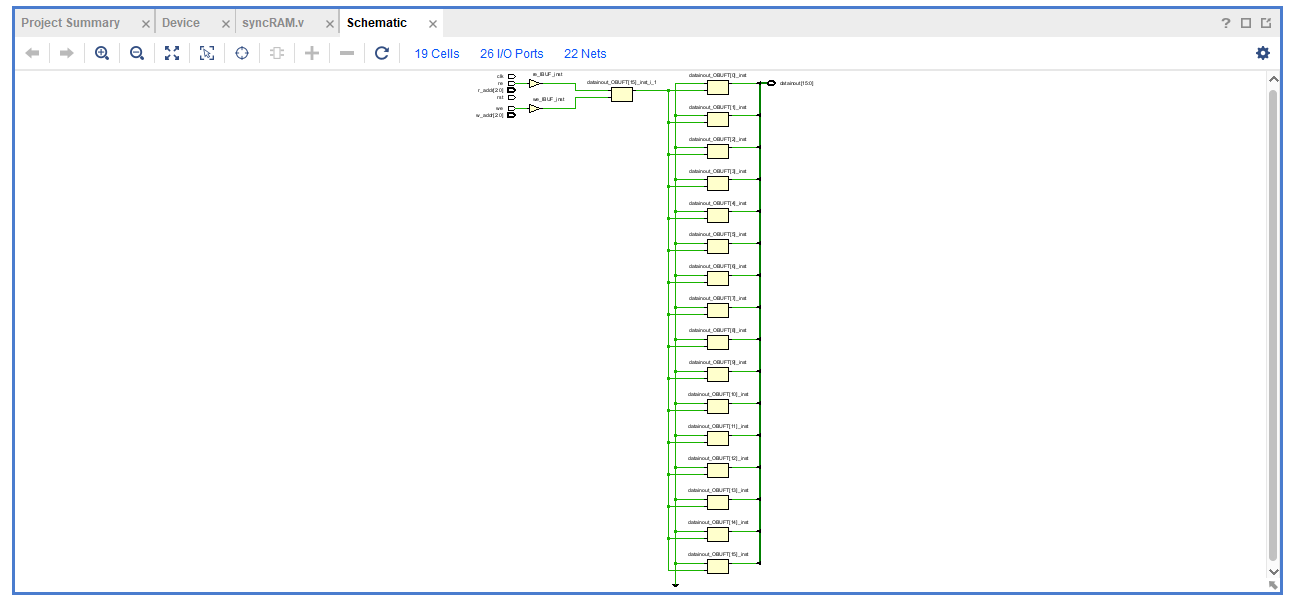 Project Summary
Device
syncRAM.v
Schematic
?
19 Cells
26 I/O Ports
22 Nets
clk
re
r_addr[2:0]
rst
we
w_addr[2:0]
re_IBUF_inst
we_IBUF_inst
datainout_OBUFT[15]_inst_i_1
datainout_OBUFT[0]_inst
datainout[15:0]
datainout_OBUFT[1]_inst
datainout_OBUFT[2]_inst
datainout_OBUFT[3]_inst
datainout_OBUFT[4]_inst
datainout_OBUFT[5]_inst
datainout_OBUFT[6]_inst
datainout_OBUFT[7]_inst
datainout_OBUFT[8]_inst
datainout_OBUFT[9]_inst
datainout_OBUFT[10]_inst
datainout_OBUFT[11]_inst
datainout_OBUFT[12]_inst
datainout_OBUFT[13]_inst
datainout_OBUFT[14]_inst
datainout_OBUFT[15]_inst